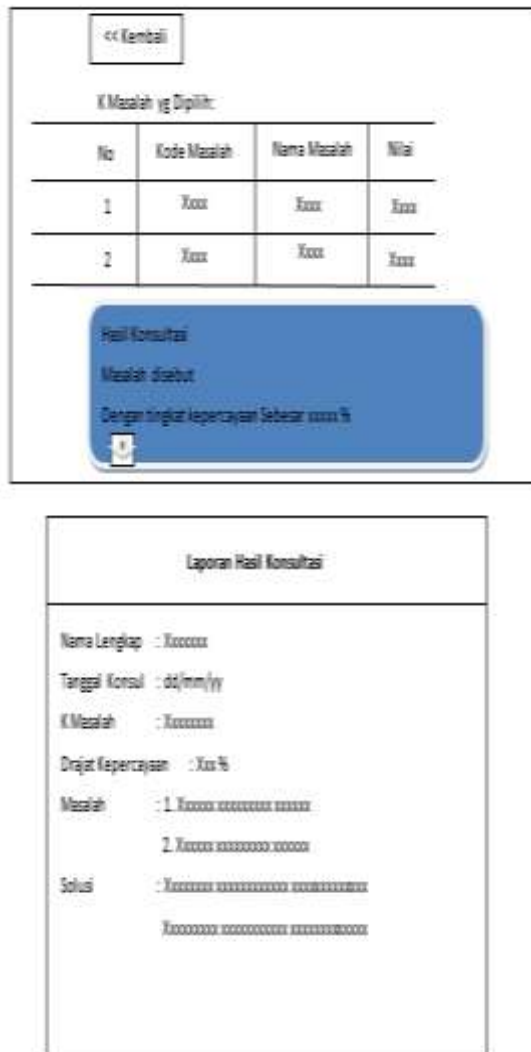 << Kembali
K Masalah yg Dipilih:
No Kode Masalah Nama Masalah Nilai
1 Xxxx Xxxx Xxxx
2 Xxxx Xxxx Xxxx
Hasil Konsultasi
Masalah disebut
Dengan tingkat kepercayaan Sebesar xxxxx %
Laporan Hasil Konsultasi
Nama Lengkap : Xxxxxxx
Tanggal Konsul : dd/mm/yy
K Masalah : Xxxxxxxx
Drajat Kepercayaan : Xxx %
Masalah : 1. Xxxxxx xxxxxxxxx xxxxxx
2. Xxxxxx xxxxxxxxx xxxxxx
Solusi : Xxxxxxxx xxxxxxxxxxxx xxxxxxxxxxxxx
Xxxxxxxxx xxxxxxxxxxx xxxxxxxxxxxxx